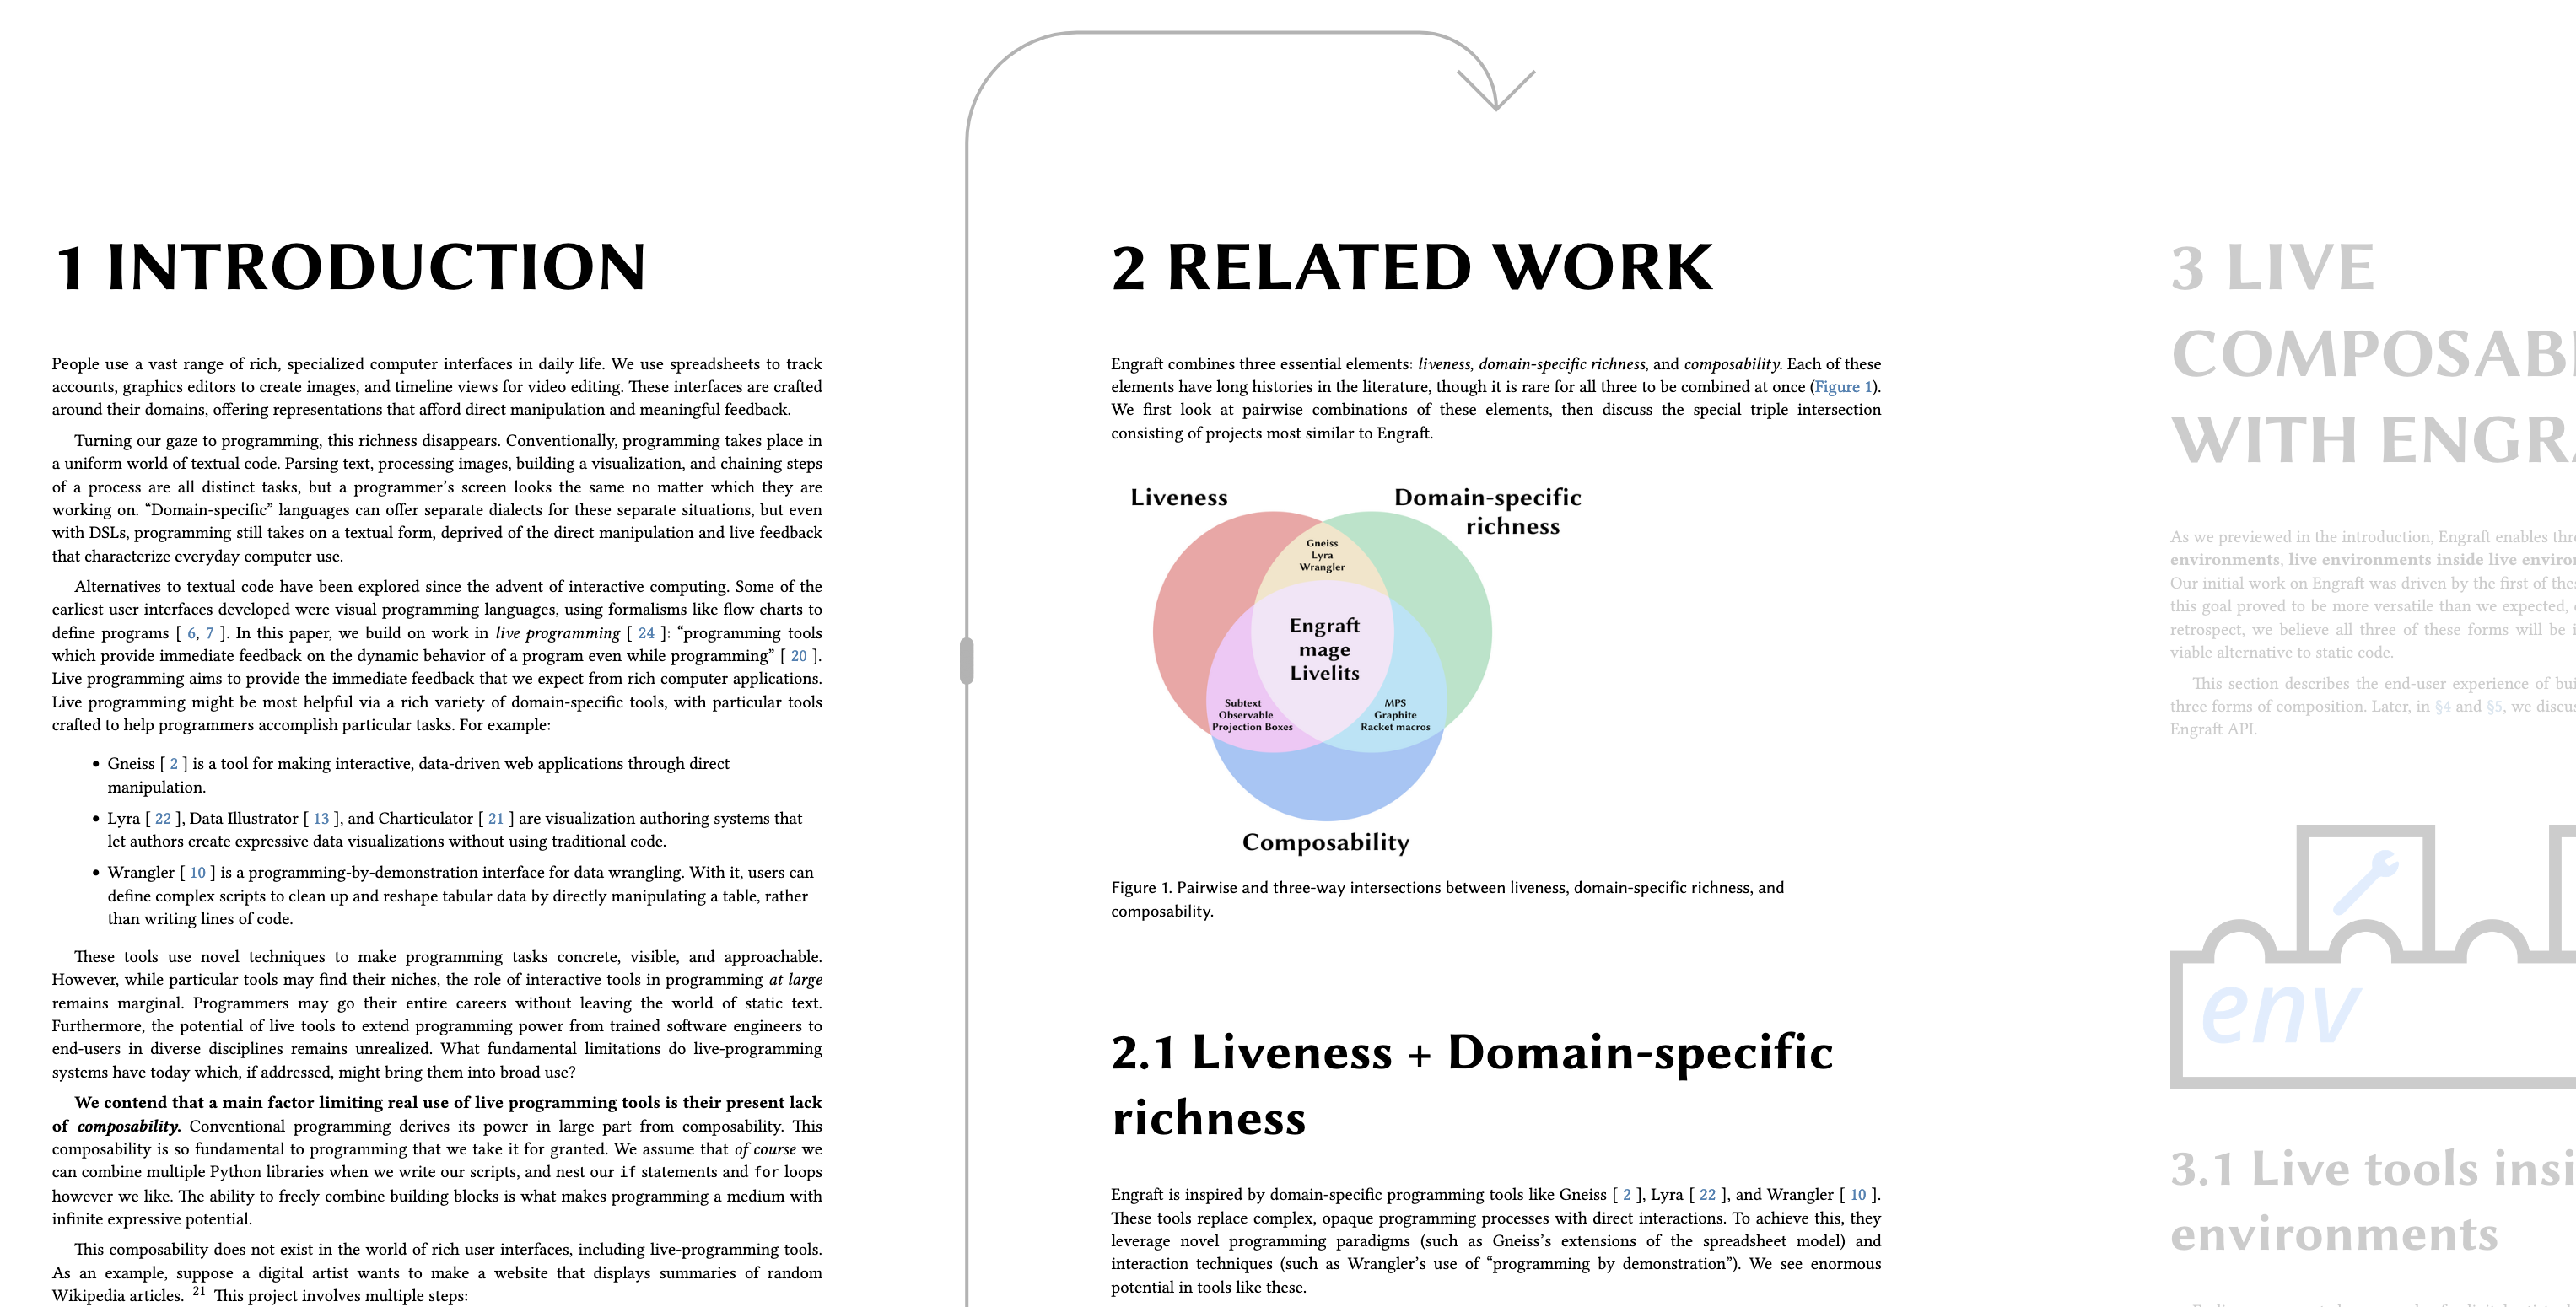 1 INTRODUCTION
People use a vast range of rich, specialized computer interfaces in daily life. We use spreadsheets to track
accounts, graphics editors to create images, and timeline views for video editing. These interfaces are crafted
around their domains, offering representations that afford direct manipulation and meaningful feedback.
Turning our gaze to programming, this richness disappears. Conventionally, programming takes place in
a uniform world of textual code. Parsing text, processing images, building a visualization, and chaining steps
of a process are all distinct tasks, but a programmer's screen looks the same no matter which they are
working on. “Domain-specific” languages can offer separate dialects for these separate situations, but even
with DSLs, programming still takes on a textual form, deprived of the direct manipulation and live feedback
that characterize everyday computer use.
Alternatives to textual code have been explored since the advent of interactive computing. Some of the
earliest user interfaces developed were visual programming languages, using formalisms like flow charts to
define programs [ 6, 7 ]. In this paper, we build on work in live programming [ 24 ]: “programming tools
which provide immediate feedback on the dynamic behavior of a program even while programming” [ 20 ].
Live programming aims to provide the immediate feedback that we expect from rich computer applications.
Live programming might be most helpful via a rich variety of domain-specific tools, with particular tools
crafted to help programmers accomplish particular tasks. For example:
• Gneiss [ 2 ] is a tool for making interactive, data-driven web applications through direct
manipulation.
• Lyra [ 22 ], Data Illustrator [ 13 ], and Charticulator [ 21 ] are visualization authoring systems that
let authors create expressive data visualizations without using traditional code.
• Wrangler [ 10 ] is a programming-by-demonstration interface for data wrangling. With it, users can
define complex scripts to clean up and reshape tabular data by directly manipulating a table, rather
than writing lines of code.
These tools use novel techniques to make programming tasks concrete, visible, and approachable.
However, while particular tools may find their niches, the role of interactive tools in programming at large
remains marginal. Programmers may go their entire careers without leaving the world of static text.
Furthermore, the potential of live tools to extend programming power from trained software engineers to
end-users in diverse disciplines remains unrealized. What fundamental limitations do live-programming
systems have today which, if addressed, might bring them into broad use?
We contend that a main factor limiting real use of live programming tools is their present lack
of composability. Conventional programming derives its power in large part from composability. This
composability is so fundamental to programming that we take it for granted. We assume that of course we
can combine multiple Python libraries when we write our scripts, and nest our if statements and for loops
however we like. The ability to freely combine building blocks is what makes programming a medium with
infinite expressive potential.
This composability does not exist in the world of rich user interfaces, including live-programming tools.
As an example, suppose a digital artist wants to make a website that displays summaries of random
Wikipedia articles. 21 This project involves multiple steps:
2 RELATED WORK
Engraft combines three essential elements: liveness, domain-specific richness, and composability. Each of these
elements have long histories in the literature, though it is rare for all three to be combined at once (Figure 1).
We first look at pairwise combinations of these elements, then discuss the special triple intersection
consisting of projects most similar to Engraft.
Liveness
Domain-specific
richness
Gneiss
Lyra
Wrangler
Engraft
mage
Livelits
Subtext
Observable
Projection Boxes
MPS
Graphite
Racket macros
Composability
Figure 1. Pairwise and three-way intersections between liveness, domain-specific richness, and
composability.
2.1 Liveness + Domain-specific
richness
Engraft is inspired by domain-specific programming tools like Gneiss [ 2 ], Lyra [ 22 ], and Wrangler [ 10 ].
These tools replace complex, opaque programming processes with direct interactions. To achieve this, they
leverage novel programming paradigms (such as Gneiss's extensions of the spreadsheet model) and
interaction techniques (such as Wrangler's use of “programming by demonstration”). We see enormous
potential in tools like these.
3 LIVE
COMPOSAB
WITH ENGR
As we previewed in the introduction, Engraft enables
environments, live environments inside live
Our initial work on Engraft was driven by the first of
this goal proved to be more versatile than we expected,
retrospect, we believe all three of these forms will be
viable alternative to static code.
This section describes the end-user experience of
three forms of composition. Later, in §4 and §5, we
Engraft API.
env
3.1 Live tools
environments